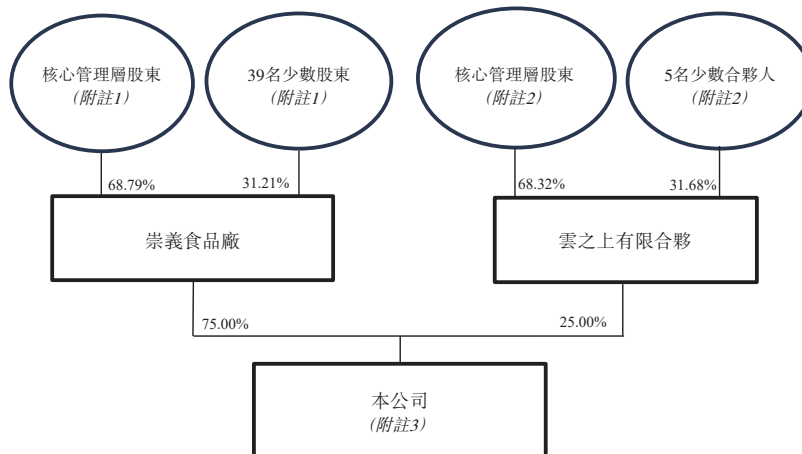 核心管理層股東
(附註1)
39名少數股東
(附註1)
核心管理層股東
(附註2)
5名少數合夥人
(附註2)
68.79%
31.21%
68.32%
31.68%
崇義食品廠
雲之上有限合夥
75.00%
25.00%
本公司
(附註3)